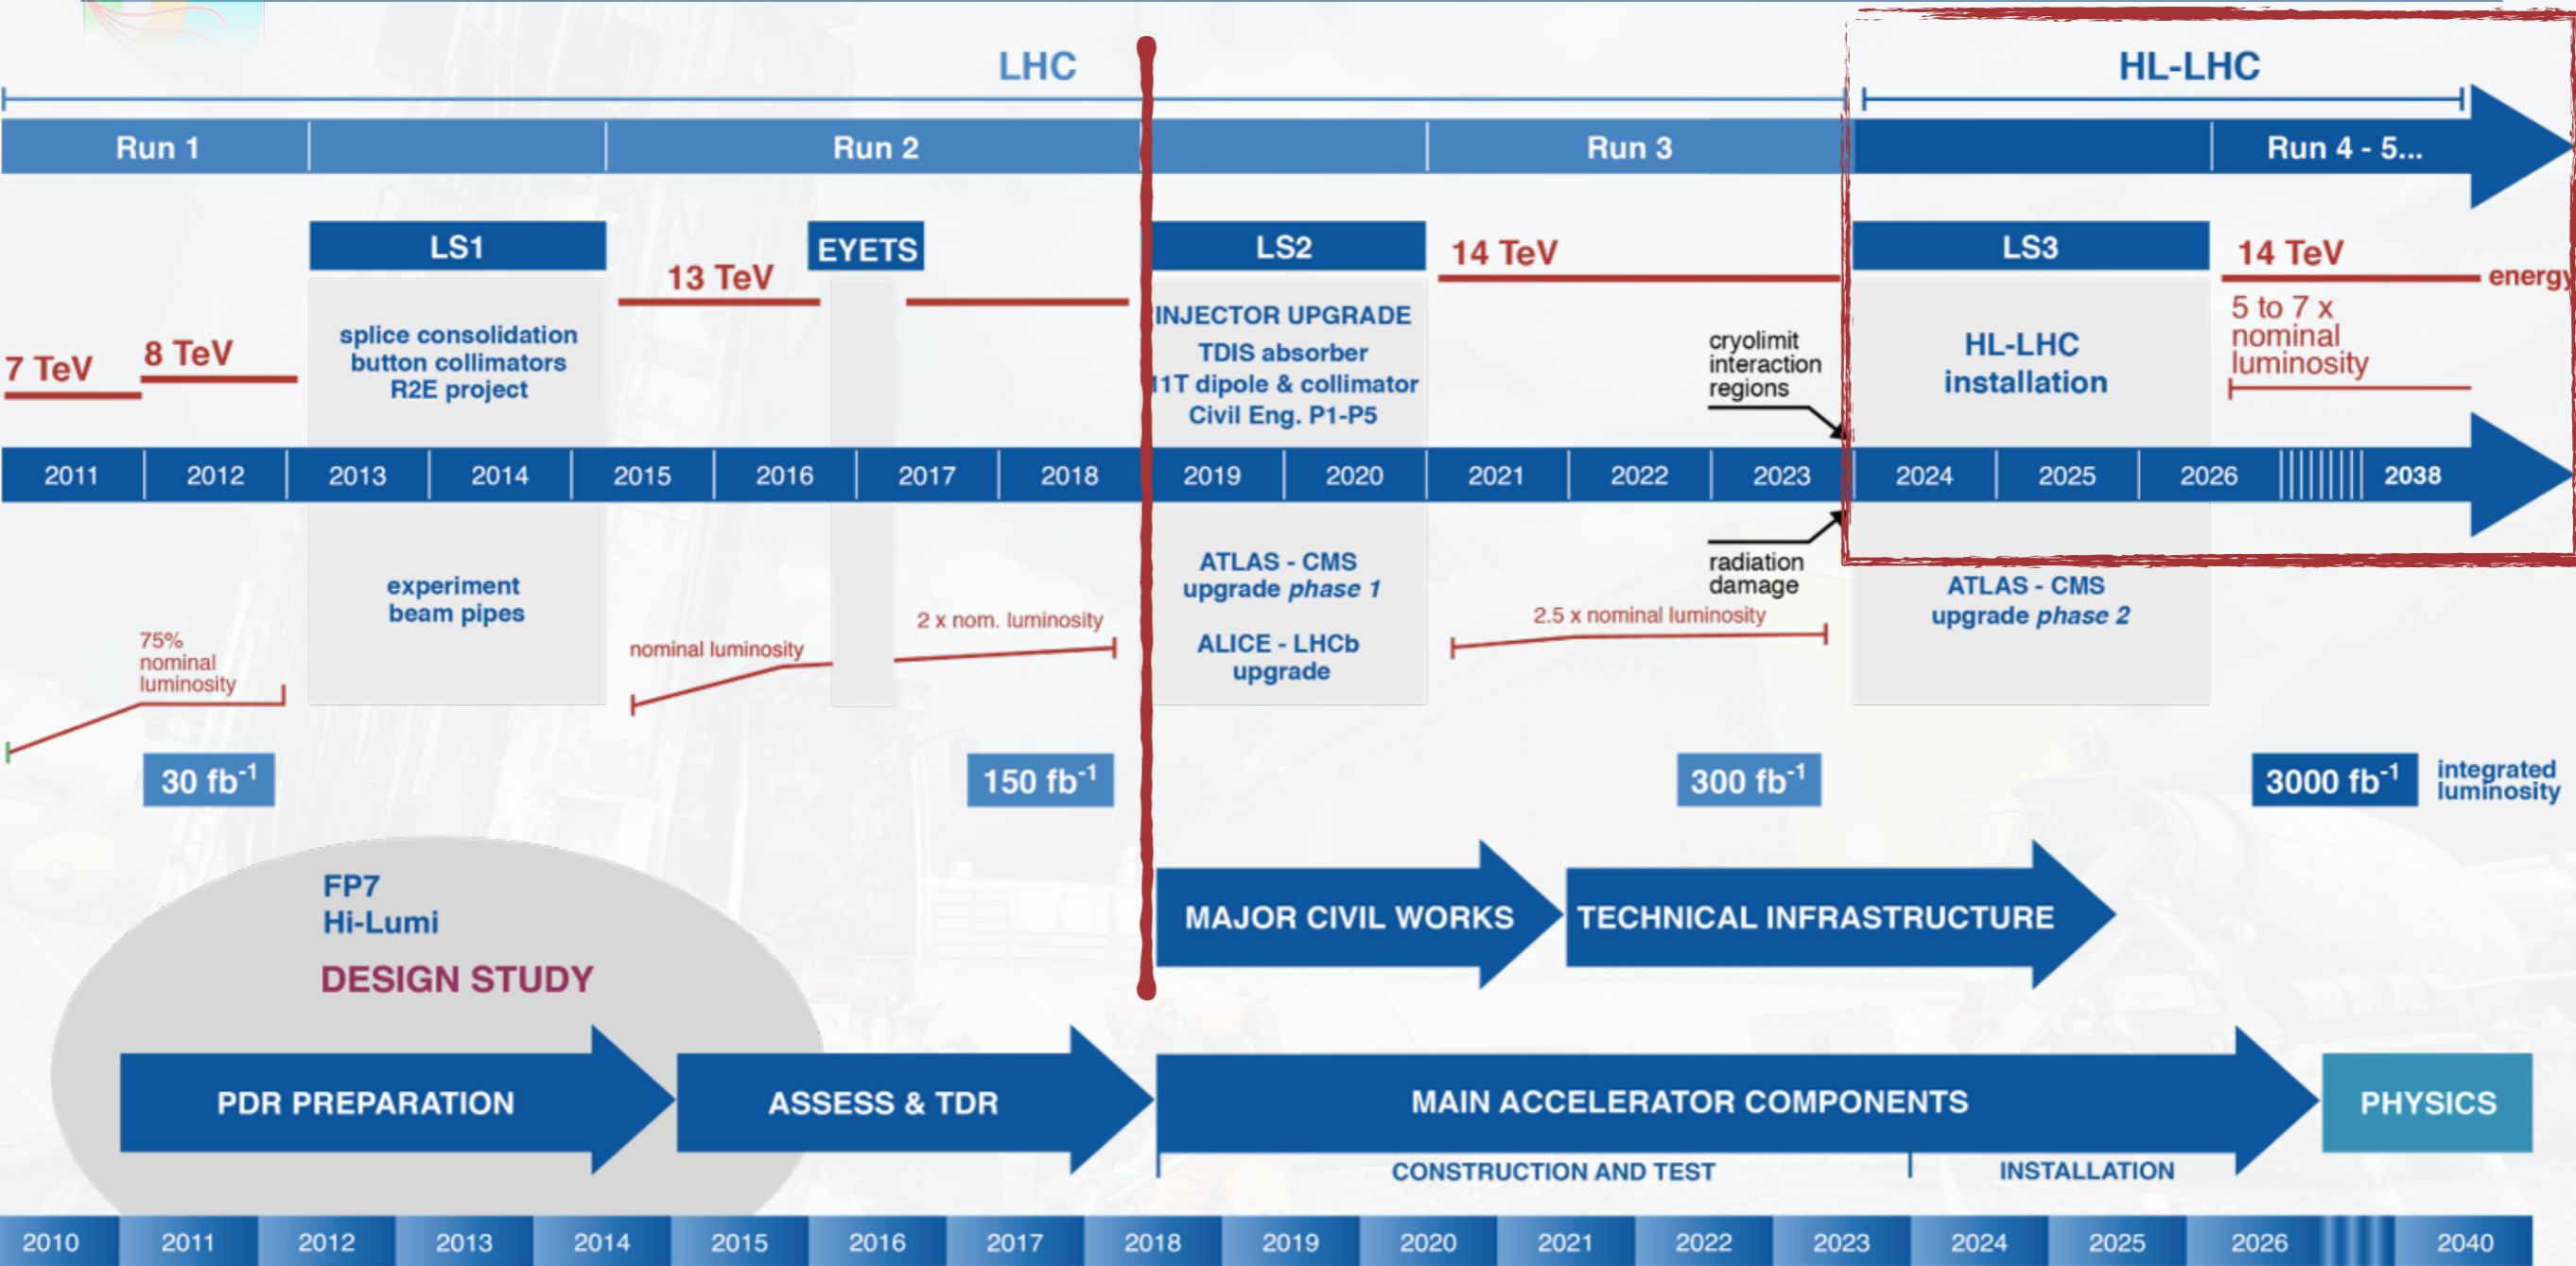 LHC
HL-LHC
Run 1
Run 2
Run 3
Run 4 - 5...
LS1
EYETS
LS2
LS3
7 TeV
8 TeV
13 TeV
14 TeV
14 TeV
energy
splice consolidation
button collimators
R2E project
INJECTOR UPGRADE
TDIS absorber
11T dipole & collimator
Civil Eng. P1-P5
cryolimit
interaction
regions
HL-LHC
installation
5 to 7 x
nominal
luminosity
2011 2012 2013 2014 2015 2016 2017 2018 2019 2020 2021 2022 2023 2024 2025 2026 2038
75%
nominal
luminosity
experiment
beam pipes
nominal luminosity
2 x nom. luminosity
ATLAS - CMS
upgrade phase 1
ALICE - LHCb
upgrade
radiation
damage
2.5 x nominal luminosity
ATLAS - CMS
upgrade phase 2
30 fb⁻¹
150 fb⁻¹
300 fb⁻¹
3000 fb⁻¹
integrated
luminosity
FP7
Hi-Lumi
DESIGN STUDY
MAJOR CIVIL WORKS
TECHNICAL INFRASTRUCTURE
PDR PREPARATION
ASSESS & TDR
MAIN ACCELERATOR COMPONENTS
PHYSICS
CONSTRUCTION AND TEST
INSTALLATION
2010 2011 2012 2013 2014 2015 2016 2017 2018 2019 2020 2021 2022 2023 2024 2025 2026 2040